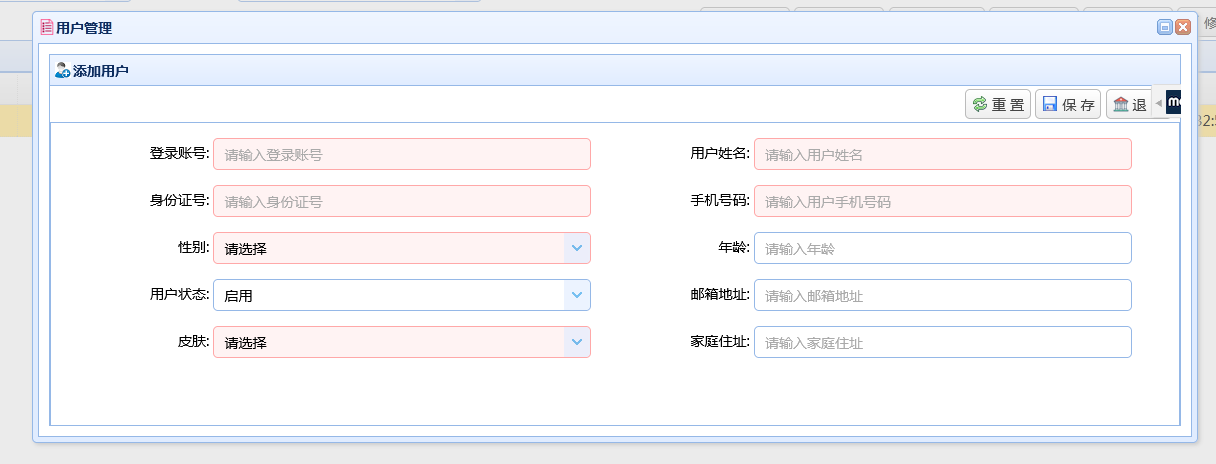 修
用户管理
添加用户
重 置 保 存 退
登录账号: 请输入登录账号 用户姓名: 请输入用户姓名
身份证号: 请输入身份证号 手机号码: 请输入用户手机号码
性别: 请选择 年龄: 请输入年龄
用户状态: 启用 邮箱地址: 请输入邮箱地址
皮肤: 请选择 家庭住址: 请输入家庭住址